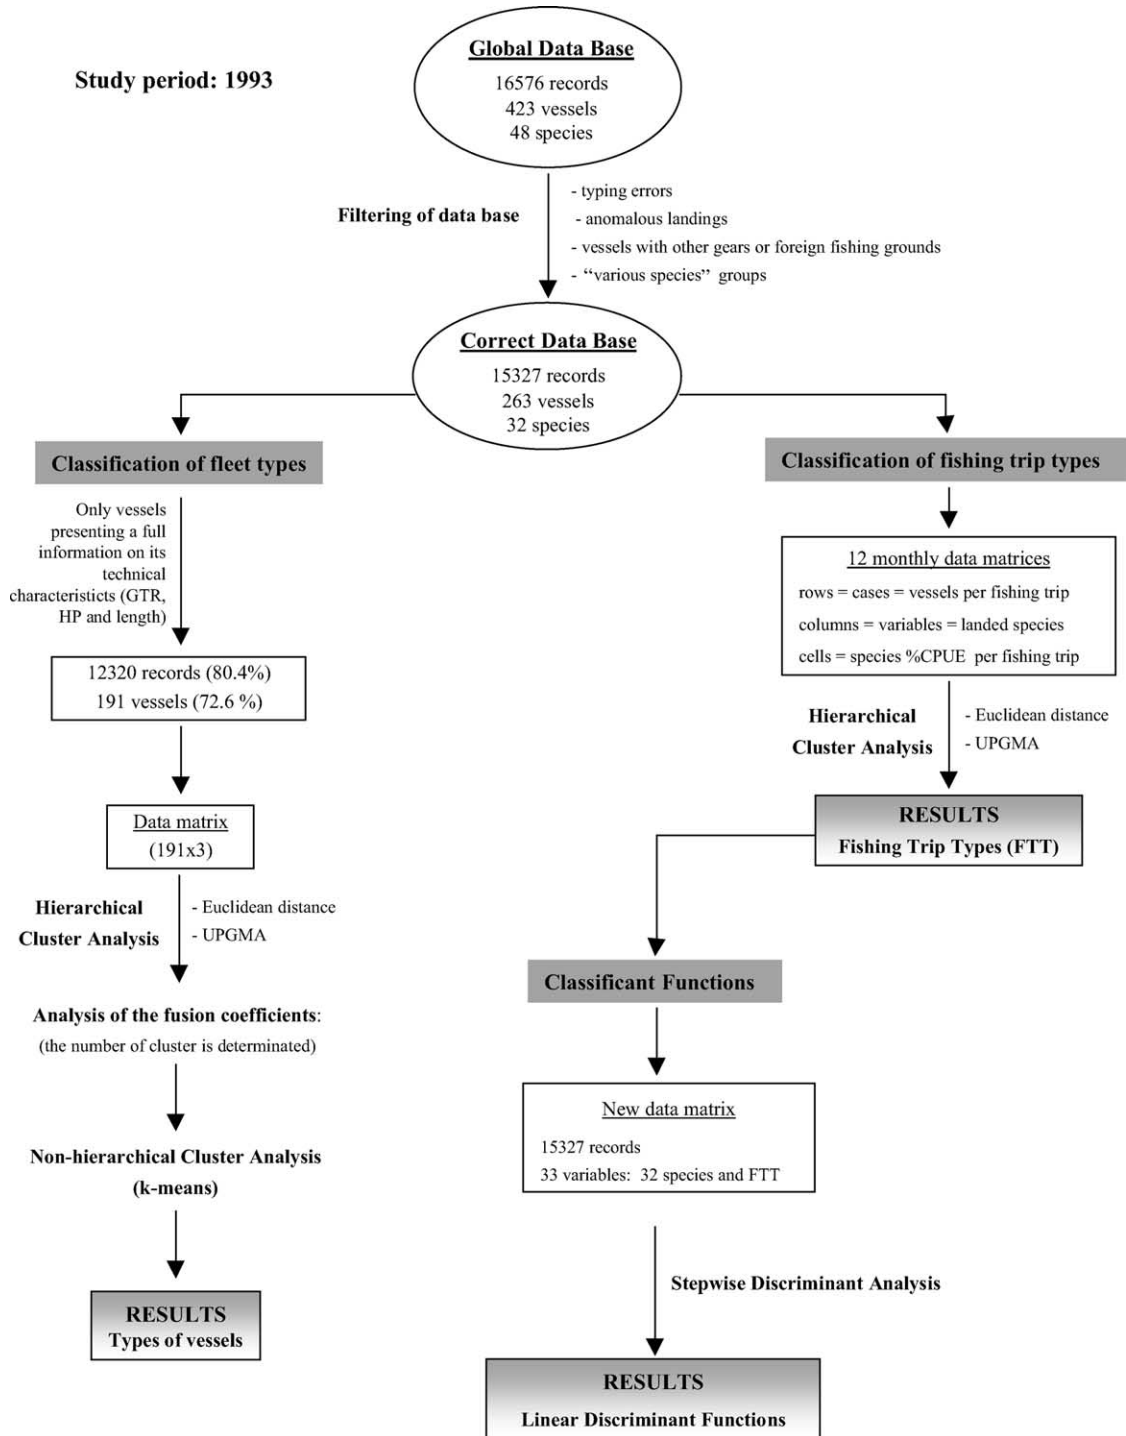 Study period: 1993
Global Data Base
16576 records
423 vessels
48 species
Filtering of data base
- typing errors
- anomalous landings
- vessels with other gears or foreign fishing grounds
- “various species” groups
Correct Data Base
15327 records
263 vessels
32 species
Classification of fleet types
Only vessels
presenting a full
information on its
technical
characteristicts (GTR,
HP and length)
12320 records (80.4%)
191 vessels (72.6 %)
Data matrix
(191x3)
Hierarchical
Cluster Analysis
- Euclidean distance
- UPGMA
Analysis of the fusion coefficients:
(the number of cluster is determinated)
Non-hierarchical Cluster Analysis
(k-means)
RESULTS
Types of vessels
Classification of fishing trip types
12 monthly data matrices
rows = cases = vessels per fishing trip
columns = variables = landed species
cells = species %CPUE per fishing trip
Hierarchical
Cluster Analysis
- Euclidean distance
- UPGMA
RESULTS
Fishing Trip Types (FTT)
Classificant Functions
New data matrix
15327 records
33 variables: 32 species and FTT
Stepwise Discriminant Analysis
RESULTS
Linear Discriminant Functions